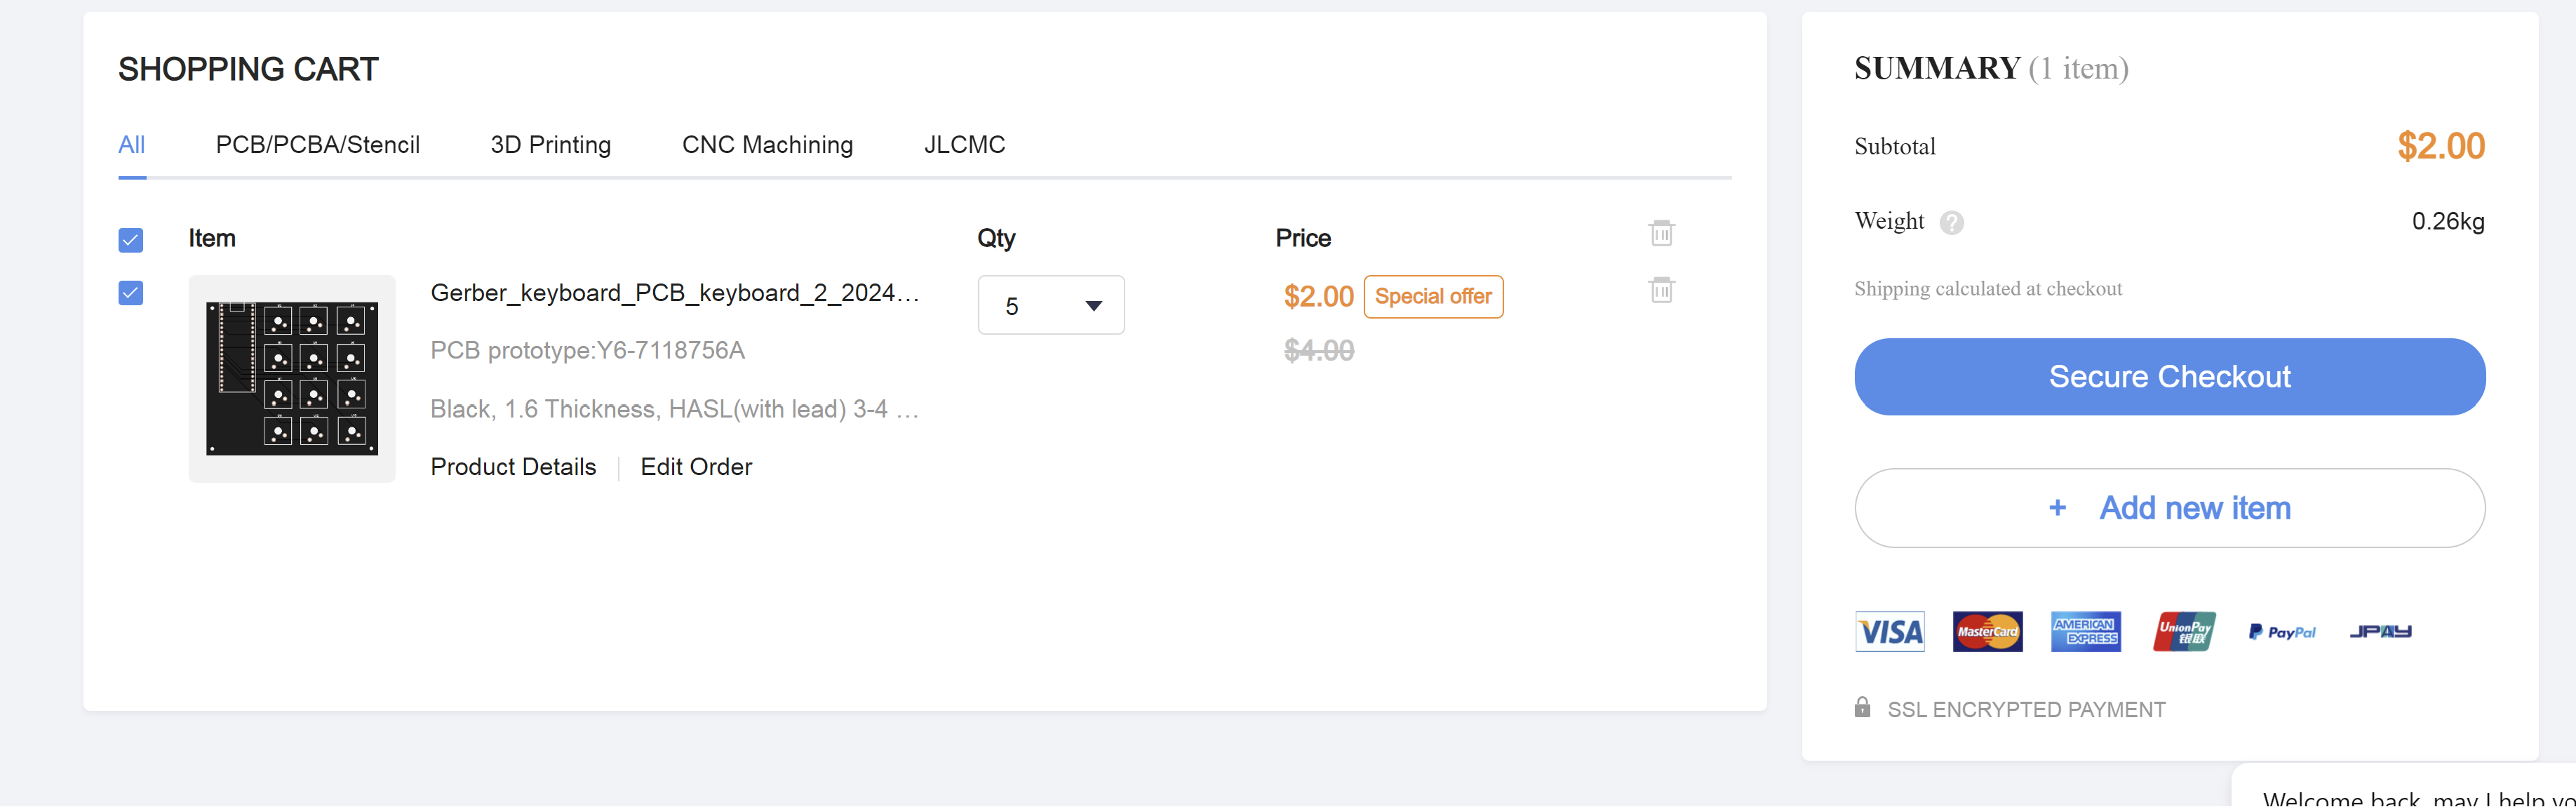 SHOPPING CART
All PCB/PCBA/Stencil 3D Printing CNC Machining JLCMC
Item Qty Price
Gerber_keyboard_PCB_keyboard_2_2024...
5
$2.00 Special offer
PCB prototype:Y6-7118756A
$4.00
Black, 1.6 Thickness, HASL(with lead) 3-4 ...
Product Details | Edit Order
SUMMARY (1 item)
Subtotal $2.00
Weight ? 0.26kg
Shipping calculated at checkout
Secure Checkout
+ Add new item
VISA MasterCard AMERICAN EXPRESS UnionPay 银联 PayPal JPAY
SSL ENCRYPTED PAYMENT
Welcome back, may I help yo